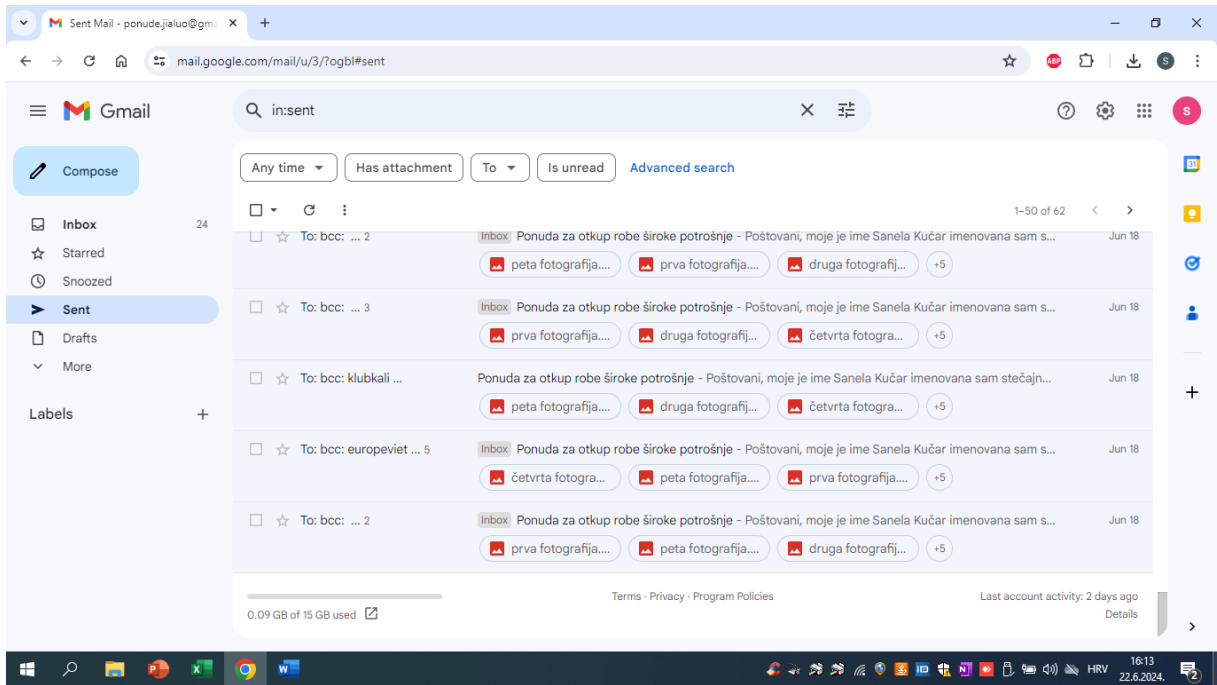 Sent Mail - ponude.jialuo@gma
mail.google.com/mail/u/3/?ogbl#sent
ABP
S
Gmail
in:sent
S
Compose
Any time
Has attachment
To
Is unread
Advanced search
31
1–50 of 62
Inbox 24
Starred
Snoozed
Sent
Drafts
More
Labels
To: bcc: ... 2 Inbox Ponuda za otkup robe široke potrošnje - Poštovani, moje je ime Sanela Kučar imenovana sam s... Jun 18
peta fotografija.... prva fotografija.... druga fotografij... +5
To: bcc: ... 3 Inbox Ponuda za otkup robe široke potrošnje - Poštovani, moje je ime Sanela Kučar imenovana sam s... Jun 18
prva fotografija.... druga fotografij... četvrta fotogra... +5
To: bcc: klubkali ... Ponuda za otkup robe široke potrošnje - Poštovani, moje je ime Sanela Kučar imenovana sam stečajn... Jun 18
peta fotografija.... druga fotografij... četvrta fotogra... +5
To: bcc: europeviet ... 5 Inbox Ponuda za otkup robe široke potrošnje - Poštovani, moje je ime Sanela Kučar imenovana sam s... Jun 18
četvrta fotogra... peta fotografija.... prva fotografija.... +5
To: bcc: ... 2 Inbox Ponuda za otkup robe široke potrošnje - Poštovani, moje je ime Sanela Kučar imenovana sam s... Jun 18
prva fotografija.... peta fotografija.... druga fotografij... +5
0.09 GB of 15 GB used
Terms · Privacy · Program Policies
Last account activity: 2 days ago
Details
HRV
16:13
22.6.2024.
2